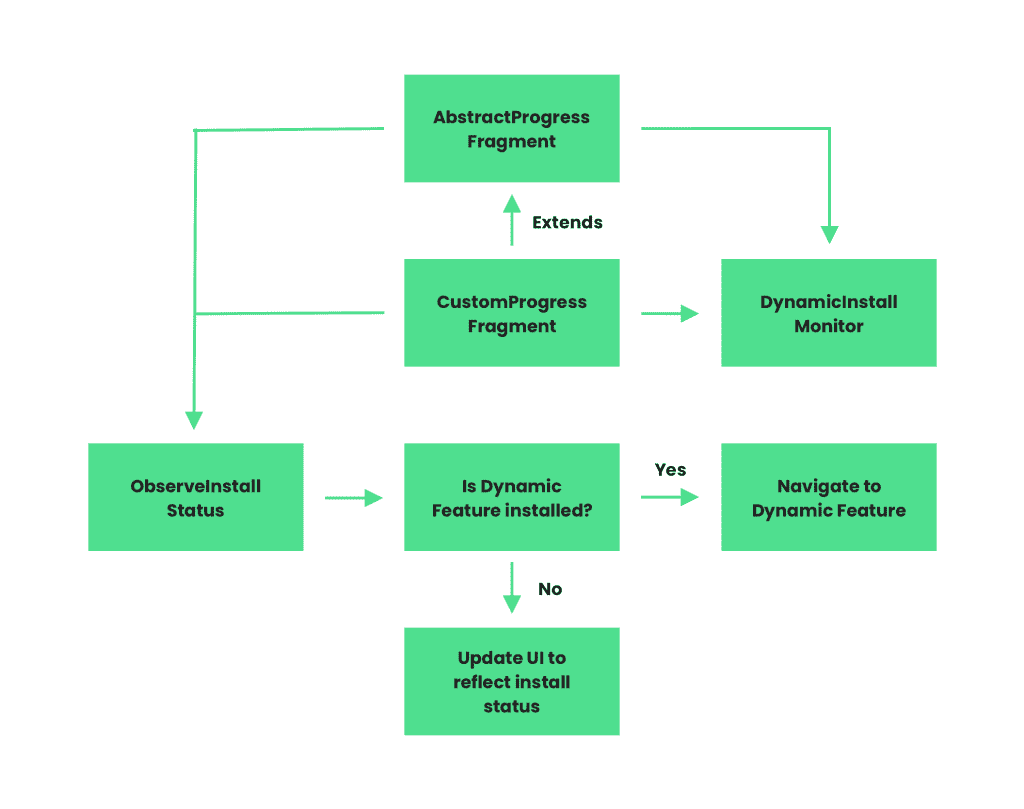 AbstractProgress
Fragment
Extends
CustomProgress
Fragment
DynamicInstall
Monitor
ObserveInstall
Status
Is Dynamic
Feature installed?
Yes
Navigate to
Dynamic Feature
No
Update UI to
reflect install
status